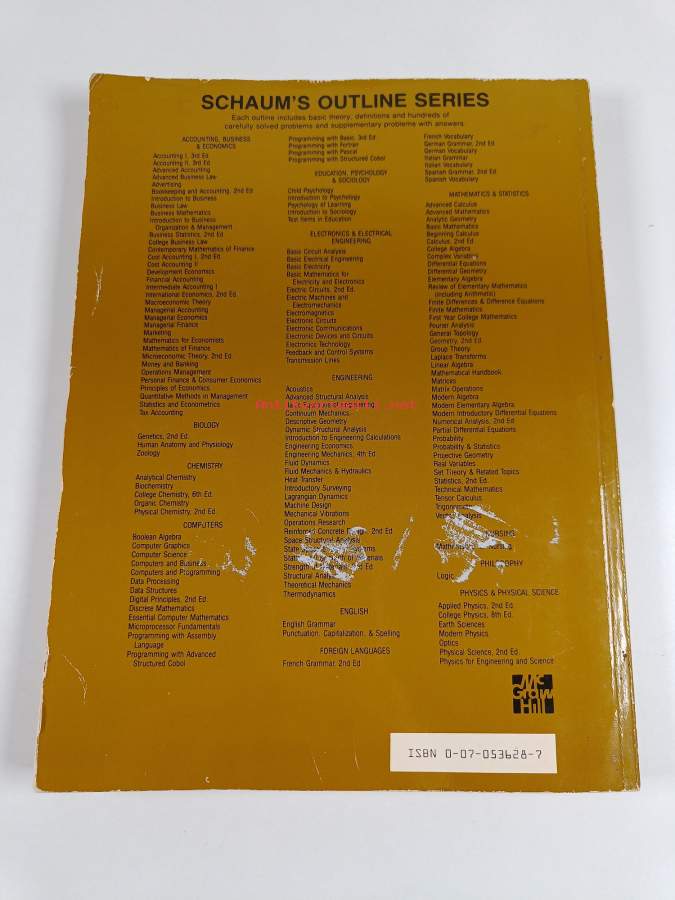 SCHAUM'S OUTLINE SERIES
Each outline includes basic theory, definitions and hundreds of
carefully solved problems and supplementary problems with answers.
ACCOUNTING, BUSINESS
& ECONOMICS
Accounting I, 3rd Ed
Accounting II, 3rd Ed
Advanced Accounting
Advanced Business Law
Advertising
Bookkeeping and Accounting, 2nd Ed
Introduction to Business
Business Law
Business Mathematics
Introduction to Business
Organization & Management
Business Statistics, 2nd Ed
College Business Law
Contemporary Mathematics of Finance
Cost Accounting I, 2nd Ed
Cost Accounting II
Development Economics
Financial Accounting
Intermediate Accounting I
International Economics, 2nd Ed.
Macroeconomic Theory
Managerial Accounting
Managerial Economics
Managerial Finance
Marketing
Mathematics for Economists
Mathematics of Finance
Microeconomic Theory, 2nd Ed
Money and Banking
Operations Management
Personal Finance & Consumer Economics
Principles of Economics
Quantitative Methods in Management
Statistics and Econometrics
Tax Accounting
BIOLOGY
Genetics, 2nd Ed
Human Anatomy and Physiology
Zoology
CHEMISTRY
Analytical Chemistry
Biochemistry
College Chemistry, 6th Ed.
Organic Chemistry
Physical Chemistry, 2nd Ed
COMPUTERS
Boolean Algebra
Computer Graphics
Computer Science
Computers and Business
Computers and Programming
Data Processing
Data Structures
Digital Principles, 2nd Ed.
Discrete Mathematics
Essential Computer Mathematics
Microprocessor Fundamentals
Programming with Assembly
Language
Programming with Advanced
Structured Cobol
Programming with Basic, 3rd Ed
Programming with Fortran
Programming with Pascal
Programming with Structured Cobol
EDUCATION, PSYCHOLOGY
& SOCIOLOGY
Child Psychology
Introduction to Psychology
Psychology of Learning
Introduction to Sociology
Test Items in Education
ELECTRONICS & ELECTRICAL
ENGINEERING
Basic Circuit Analysis
Basic Electrical Engineering
Basic Electricity
Basic Mathematics for
Electricity and Electronics
Electric Circuits, 2nd Ed.
Electric Machines and
Electromechanics
Electromagnetics
Electronic Circuits
Electronic Communications
Electronic Devices and Circuits
Electronics Technology
Feedback and Control Systems
Transmission Lines
ENGINEERING
Acoustics
Advanced Structural Analysis
Continuum Mechanics
Descriptive Geometry
Dynamic Structural Analysis
Introduction to Engineering Calculations
Engineering Economics
Engineering Mechanics, 4th Ed
Fluid Dynamics
Fluid Mechanics & Hydraulics
Heat Transfer
Introductory Surveying
Lagrangian Dynamics
Machine Design
Mechanical Vibrations
Operations Research
Reinforced Concrete 2nd Ed
Space Structural Analysis
State
Strength Ed
Structural Analysis
Theoretical Mechanics
Thermodynamics
ENGLISH
English Grammar
Punctuation, Capitalization, & Spelling
FOREIGN LANGUAGES
French Grammar, 2nd Ed
French Vocabulary
German Grammar, 2nd Ed
German Vocabulary
Italian Grammar
Italian Vocabulary
Spanish Grammar, 2nd Ed
Spanish Vocabulary
MATHEMATICS & STATISTICS
Advanced Calculus
Advanced Mathematics
Analytic Geometry
Basic Mathematics
Beginning Calculus
Calculus, 2nd Ed
College Algebra
Complex Variables
Differential Equations
Differential Geometry
Elementary Algebra
Review of Elementary Mathematics
(including Arithmetic)
Finite Differences & Difference Equations
Finite Mathematics
First Year College Mathematics
Fourier Analysis
General Topology
Geometry, 2nd Ed
Group Theory
Laplace Transforms
Linear Algebra
Mathematical Handbook
Matrices
Matrix Operations
Modern Algebra
Modern Elementary Algebra
Modern Introductory Differential Equations
Numerical Analysis, 2nd Ed
Partial Differential Equations
Probability
Probability & Statistics
Projective Geometry
Real Variables
Set Theory & Related Topics
Statistics, 2nd Ed
Technical Mathematics
Tensor Calculus
Trigonometry
Vector Analysis
NURSING
PHILOSOPHY
Logic
PHYSICS & PHYSICAL SCIENCE
Applied Physics, 2nd Ed.
College Physics, 8th Ed.
Earth Sciences
Modern Physics
Optics
Physical Science, 2nd Ed.
Physics for Engineering and Science
Mc
Graw
Hill
ISBN 0-07-053628-7